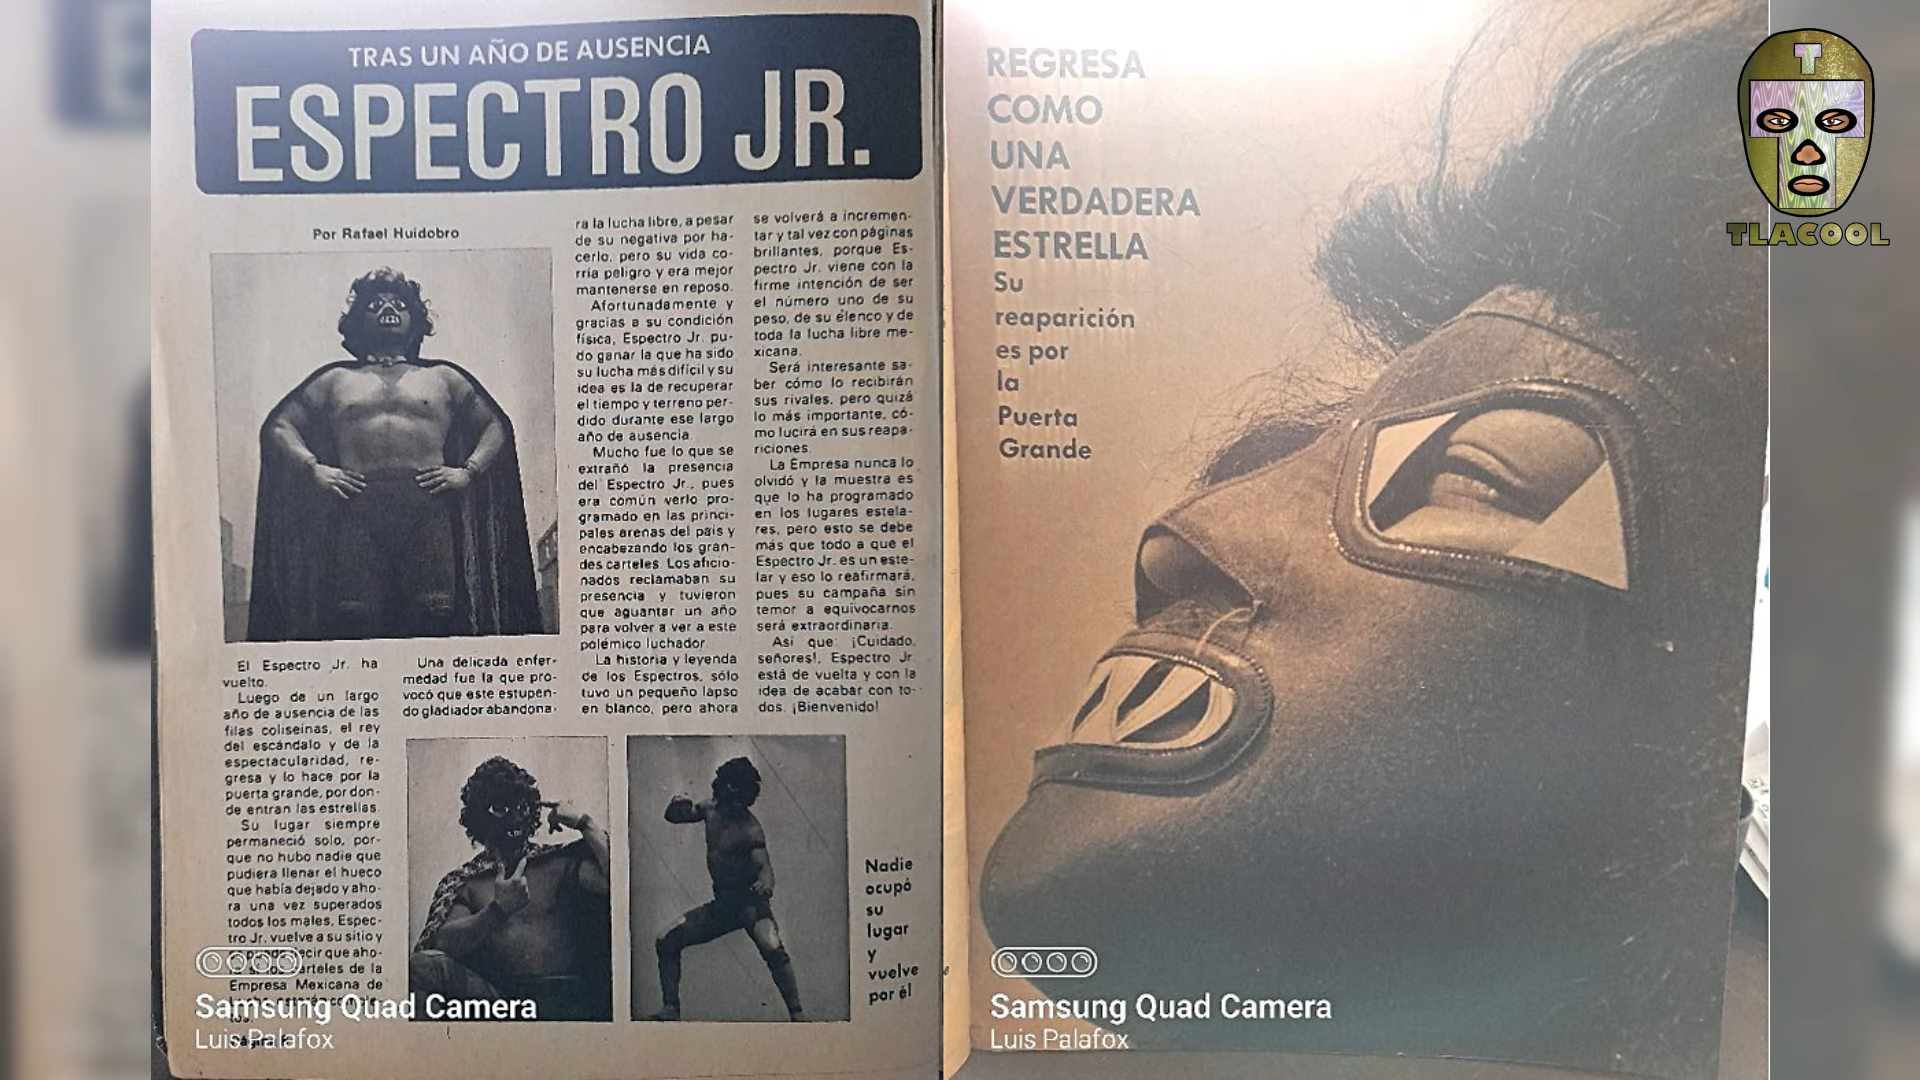 TRAS UN AÑO DE AUSENCIA
ESPECTRO JR.
Por Rafael Huidobro
El Espectro Jr. ha
vuelto.
Luego de un largo
año de ausencia de las
filas coliseinas, el rey
del escándalo y de la
espectacularidad, re-
gresa y lo hace por la
puerta grande, por don-
de entran las estrellas.
Su lugar siempre
permaneció solo, por-
que no hubo nadie que
pudiera llenar el hueco
que había dejado y aho-
ra una vez superados
todos los males, Espec-
tro Jr. vuelve a su sitio y
decir que aho-
carteles de la
Empresa Mexicana de
Una delicada enfer-
medad fue la que pro-
vocó que este estupen-
do gladiador abandona-
ra la lucha libre, a pesar
de su negativa por ha-
cerlo, pero su vida co-
rría peligro y era mejor
mantenerse en reposo.
Afortunadamente y
gracias a su condición
física, Espectro Jr. pu-
do ganar la que ha sido
su lucha más difícil y su
idea es la de recuperar
el tiempo y terreno per-
dido durante ese largo
año de ausencia.
Mucho fue lo que se
extrañó la presencia
del Espectro Jr., pues
era común verlo pro-
gramado en las princi-
pales arenas del país y
encabezando los gran-
des carteles. Los aficio-
nados reclamaban su
presencia y tuvieron
que aguantar un año
para volver a ver a este
polémico luchador.
La historia y leyenda
de los Espectros, sólo
tuvo un pequeño lapso
en blanco, pero ahora
se volverá a incremen-
tar y tal vez con páginas
brillantes, porque Es-
pectro Jr. viene con la
firme intención de ser
el número uno de su
peso, de su elenco y de
toda la lucha libre me-
xicana.
Será interesante sa-
ber cómo lo recibirán
sus rivales, pero quizá
lo más importante, có-
mo lucirá en sus reapa-
riciones.
La Empresa nunca lo
olvidó y la muestra es
que lo ha programado
en los lugares estela-
res, pero esto se debe
más que todo a que el
Espectro Jr. es un este-
lar y eso lo reafirmará,
pues su campaña sin
temor a equivocarnos
será extraordinaria.
Así que: ¡Cuidado,
señores!, Espectro Jr.
está de vuelta y con la
idea de acabar con to-
dos. ¡Bienvenido!
Nadie
ocupó
su
lugar
y
vuelve
por él
Samsung Quad Camera
Luis Palafox
REGRESA
COMO
UNA
VERDADERA
ESTRELLA
Su
reaparición
es por
la
Puerta
Grande
Samsung Quad Camera
Luis Palafox
T
TLACOOL